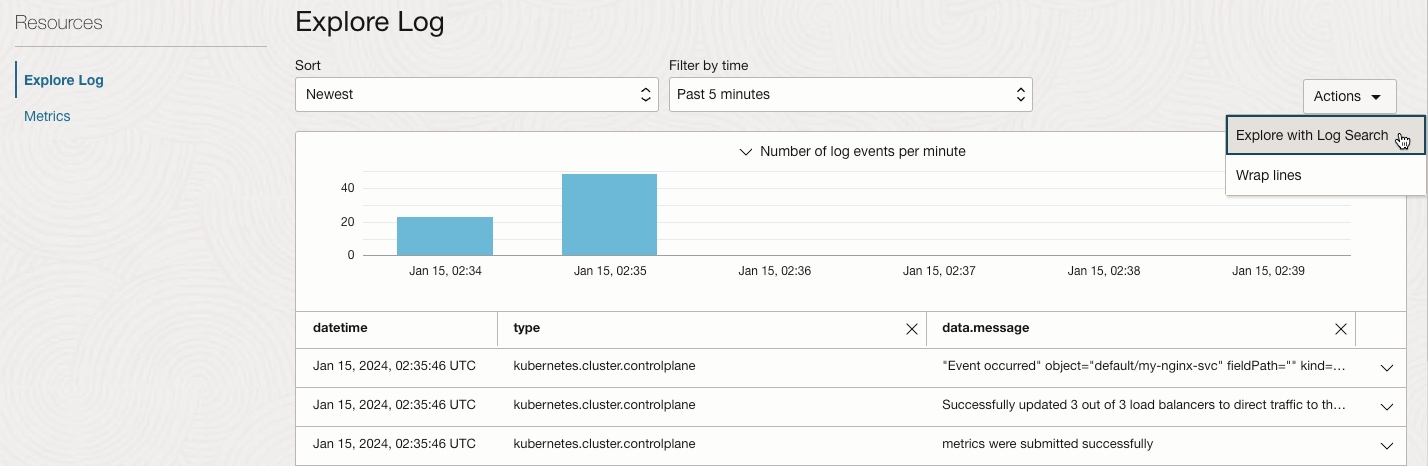 Resources
Explore Log
Metrics
Explore Log
Sort
Filter by time
Newest
Past 5 minutes
Actions
Explore with Log Search
Wrap lines
Number of log events per minute
40
20
0
Jan 15, 02:34
Jan 15, 02:35
Jan 15, 02:36
Jan 15, 02:37
Jan 15, 02:38
Jan 15, 02:39
datetime type data.message
Jan 15, 2024, 02:35:46 UTC kubernetes.cluster.controlplane "Event occurred" object="default/my-nginx-svc" fieldPath="" kind=...
Jan 15, 2024, 02:35:46 UTC kubernetes.cluster.controlplane Successfully updated 3 out of 3 load balancers to direct traffic to th...
Jan 15, 2024, 02:35:46 UTC kubernetes.cluster.controlplane metrics were submitted successfully